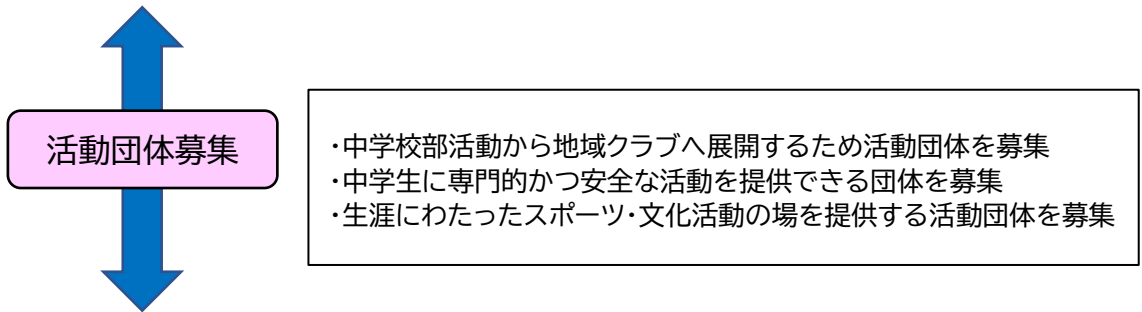 活動団体募集
・中学校部活動から地域クラブへ展開するため活動団体を募集
・中学生に専門的かつ安全な活動を提供できる団体を募集
・生涯にわたったスポーツ・文化活動の場を提供する活動団体を募集